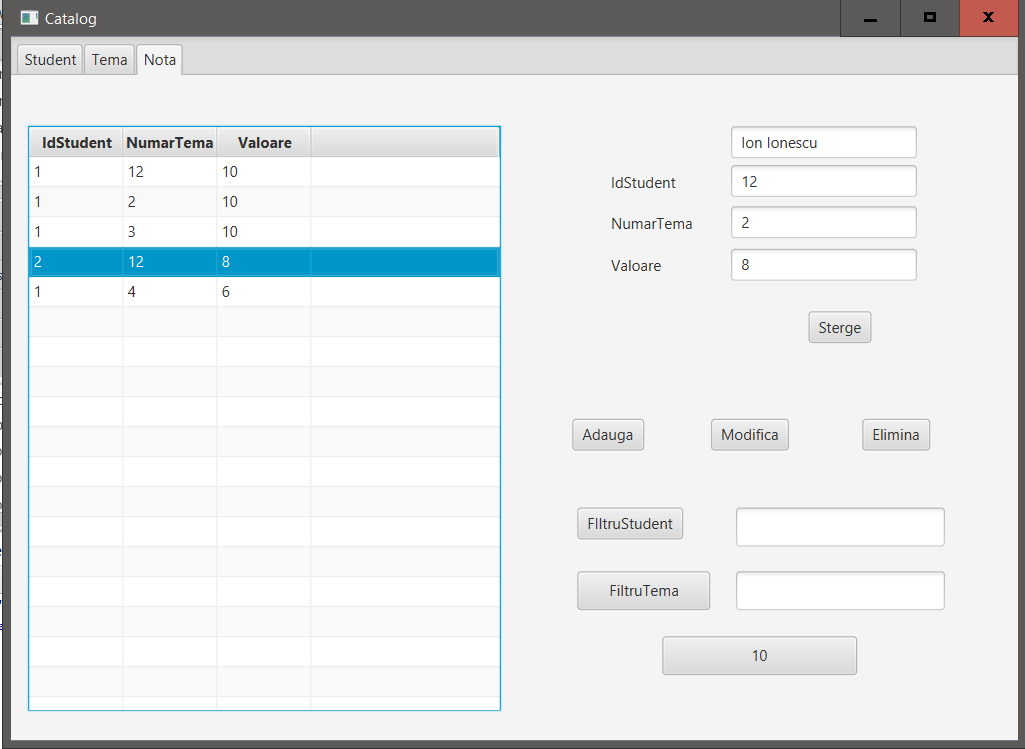 Catalog
Student Tema Nota
IdStudent NumarTema Valoare
1 12 10
1 2 10
1 3 10
2 12 8
1 4 6
Ion Ionescu
IdStudent 12
NumarTema 2
Valoare 8
Sterge
Adauga Modifica Elimina
FIltruStudent
FiltruTema
10